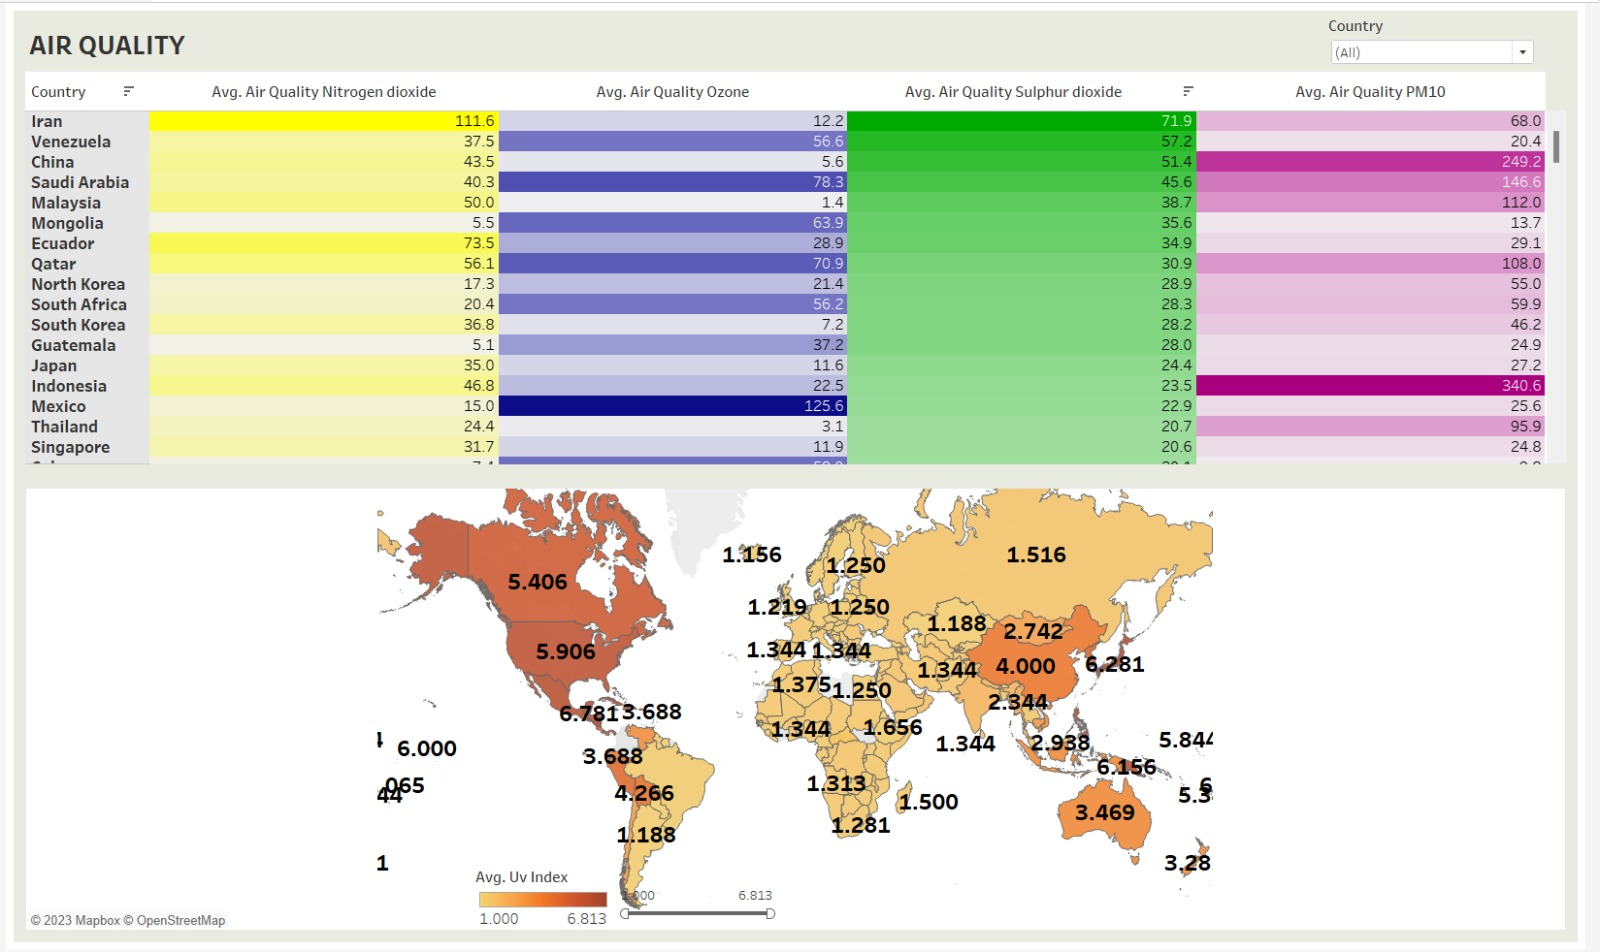 Country
AIR QUALITY
(All)
Country Avg. Air Quality Nitrogen dioxide Avg. Air Quality Ozone Avg. Air Quality Sulphur dioxide Avg. Air Quality PM10
Iran 111.6 12.2 71.9 68.0
Venezuela 37.5 56.6 57.2 20.4
China 43.5 5.6 51.4 249.2
Saudi Arabia 40.3 78.3 45.6 146.6
Malaysia 50.0 1.4 38.7 112.0
Mongolia 5.5 63.9 35.6 13.7
Ecuador 73.5 28.9 34.9 29.1
Qatar 56.1 70.9 30.9 108.0
North Korea 17.3 21.4 28.9 55.0
South Africa 20.4 56.2 28.3 59.9
South Korea 36.8 7.2 28.2 46.2
Guatemala 5.1 37.2 28.0 24.9
Japan 35.0 11.6 24.4 27.2
Indonesia 46.8 22.5 23.5 340.6
Mexico 15.0 125.6 22.9 25.6
Thailand 24.4 3.1 20.7 95.9
Singapore 31.7 11.9 20.6 24.8
1.156 1.250 1.516
5.406
1.219 1.250
1.188 2.742
5.906 1.344 1.344
1.344 4.000 6.281
1.375 1.250
2.344
6.781 3.688
1.344 1.656
6.000 1.344 2.938 5.844
3.688
6.156
065 1.313
44 4.266 1.500 5.3
3.469
1.188 1.281
1 3.28
Avg. Uv Index
6.813
1.000 6.813
© 2023 Mapbox © OpenStreetMap